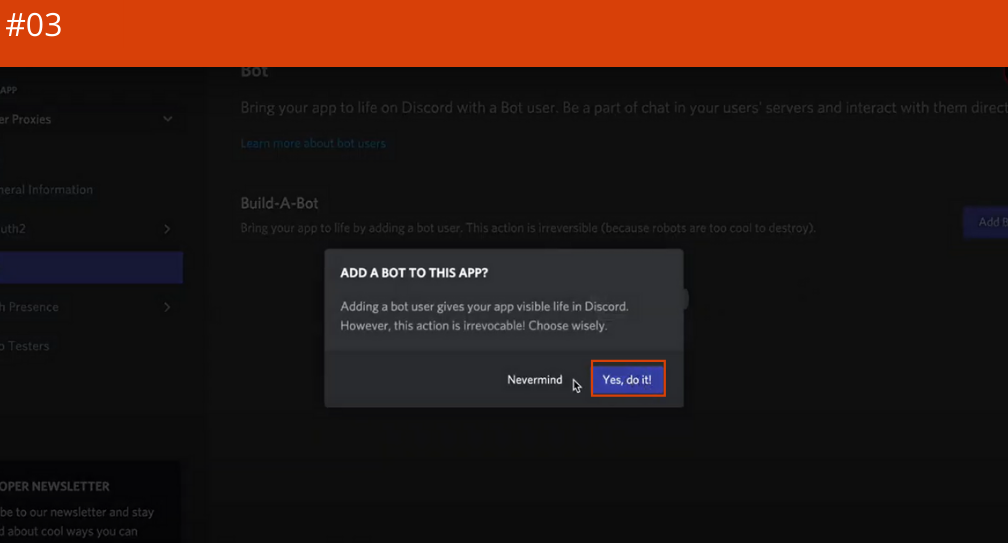 #03
Bot
APP
er Proxies
Bring your app to life on Discord with a Bot user. Be a part of chat in your users' servers and interact with them direct
Learn more about bot users
neral Information
uth2
h Presence
o Testers
Build-A-Bot
Bring your app to life by adding a bot user. This action is irreversible (because robots are too cool to destroy).
Add B
ADD A BOT TO THIS APP?
Adding a bot user gives your app visible life in Discord.
However, this action is irrevocable! Choose wisely.
Nevermind
Yes, do it!
OPER NEWSLETTER
be to our newsletter and stay
d about cool ways you can